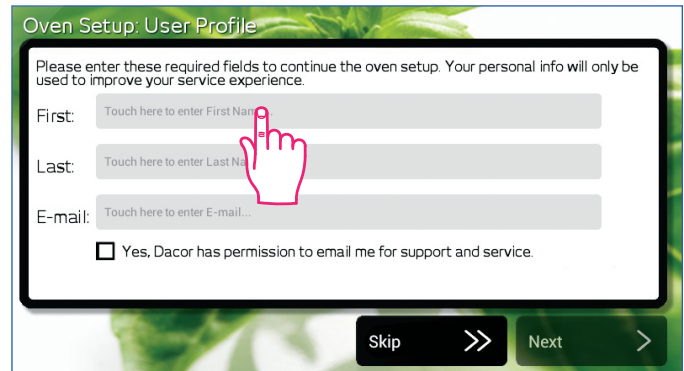 Oven Setup: User Profile
Please enter these required fields to continue the oven setup. Your personal info will only be
used to improve your service experience.
First: Touch here to enter First Nam...
Last: Touch here to enter Last Na
E-mail: Touch here to enter E-mail...
Yes, Dacor has permission to email me for support and service.
Skip >> Next >